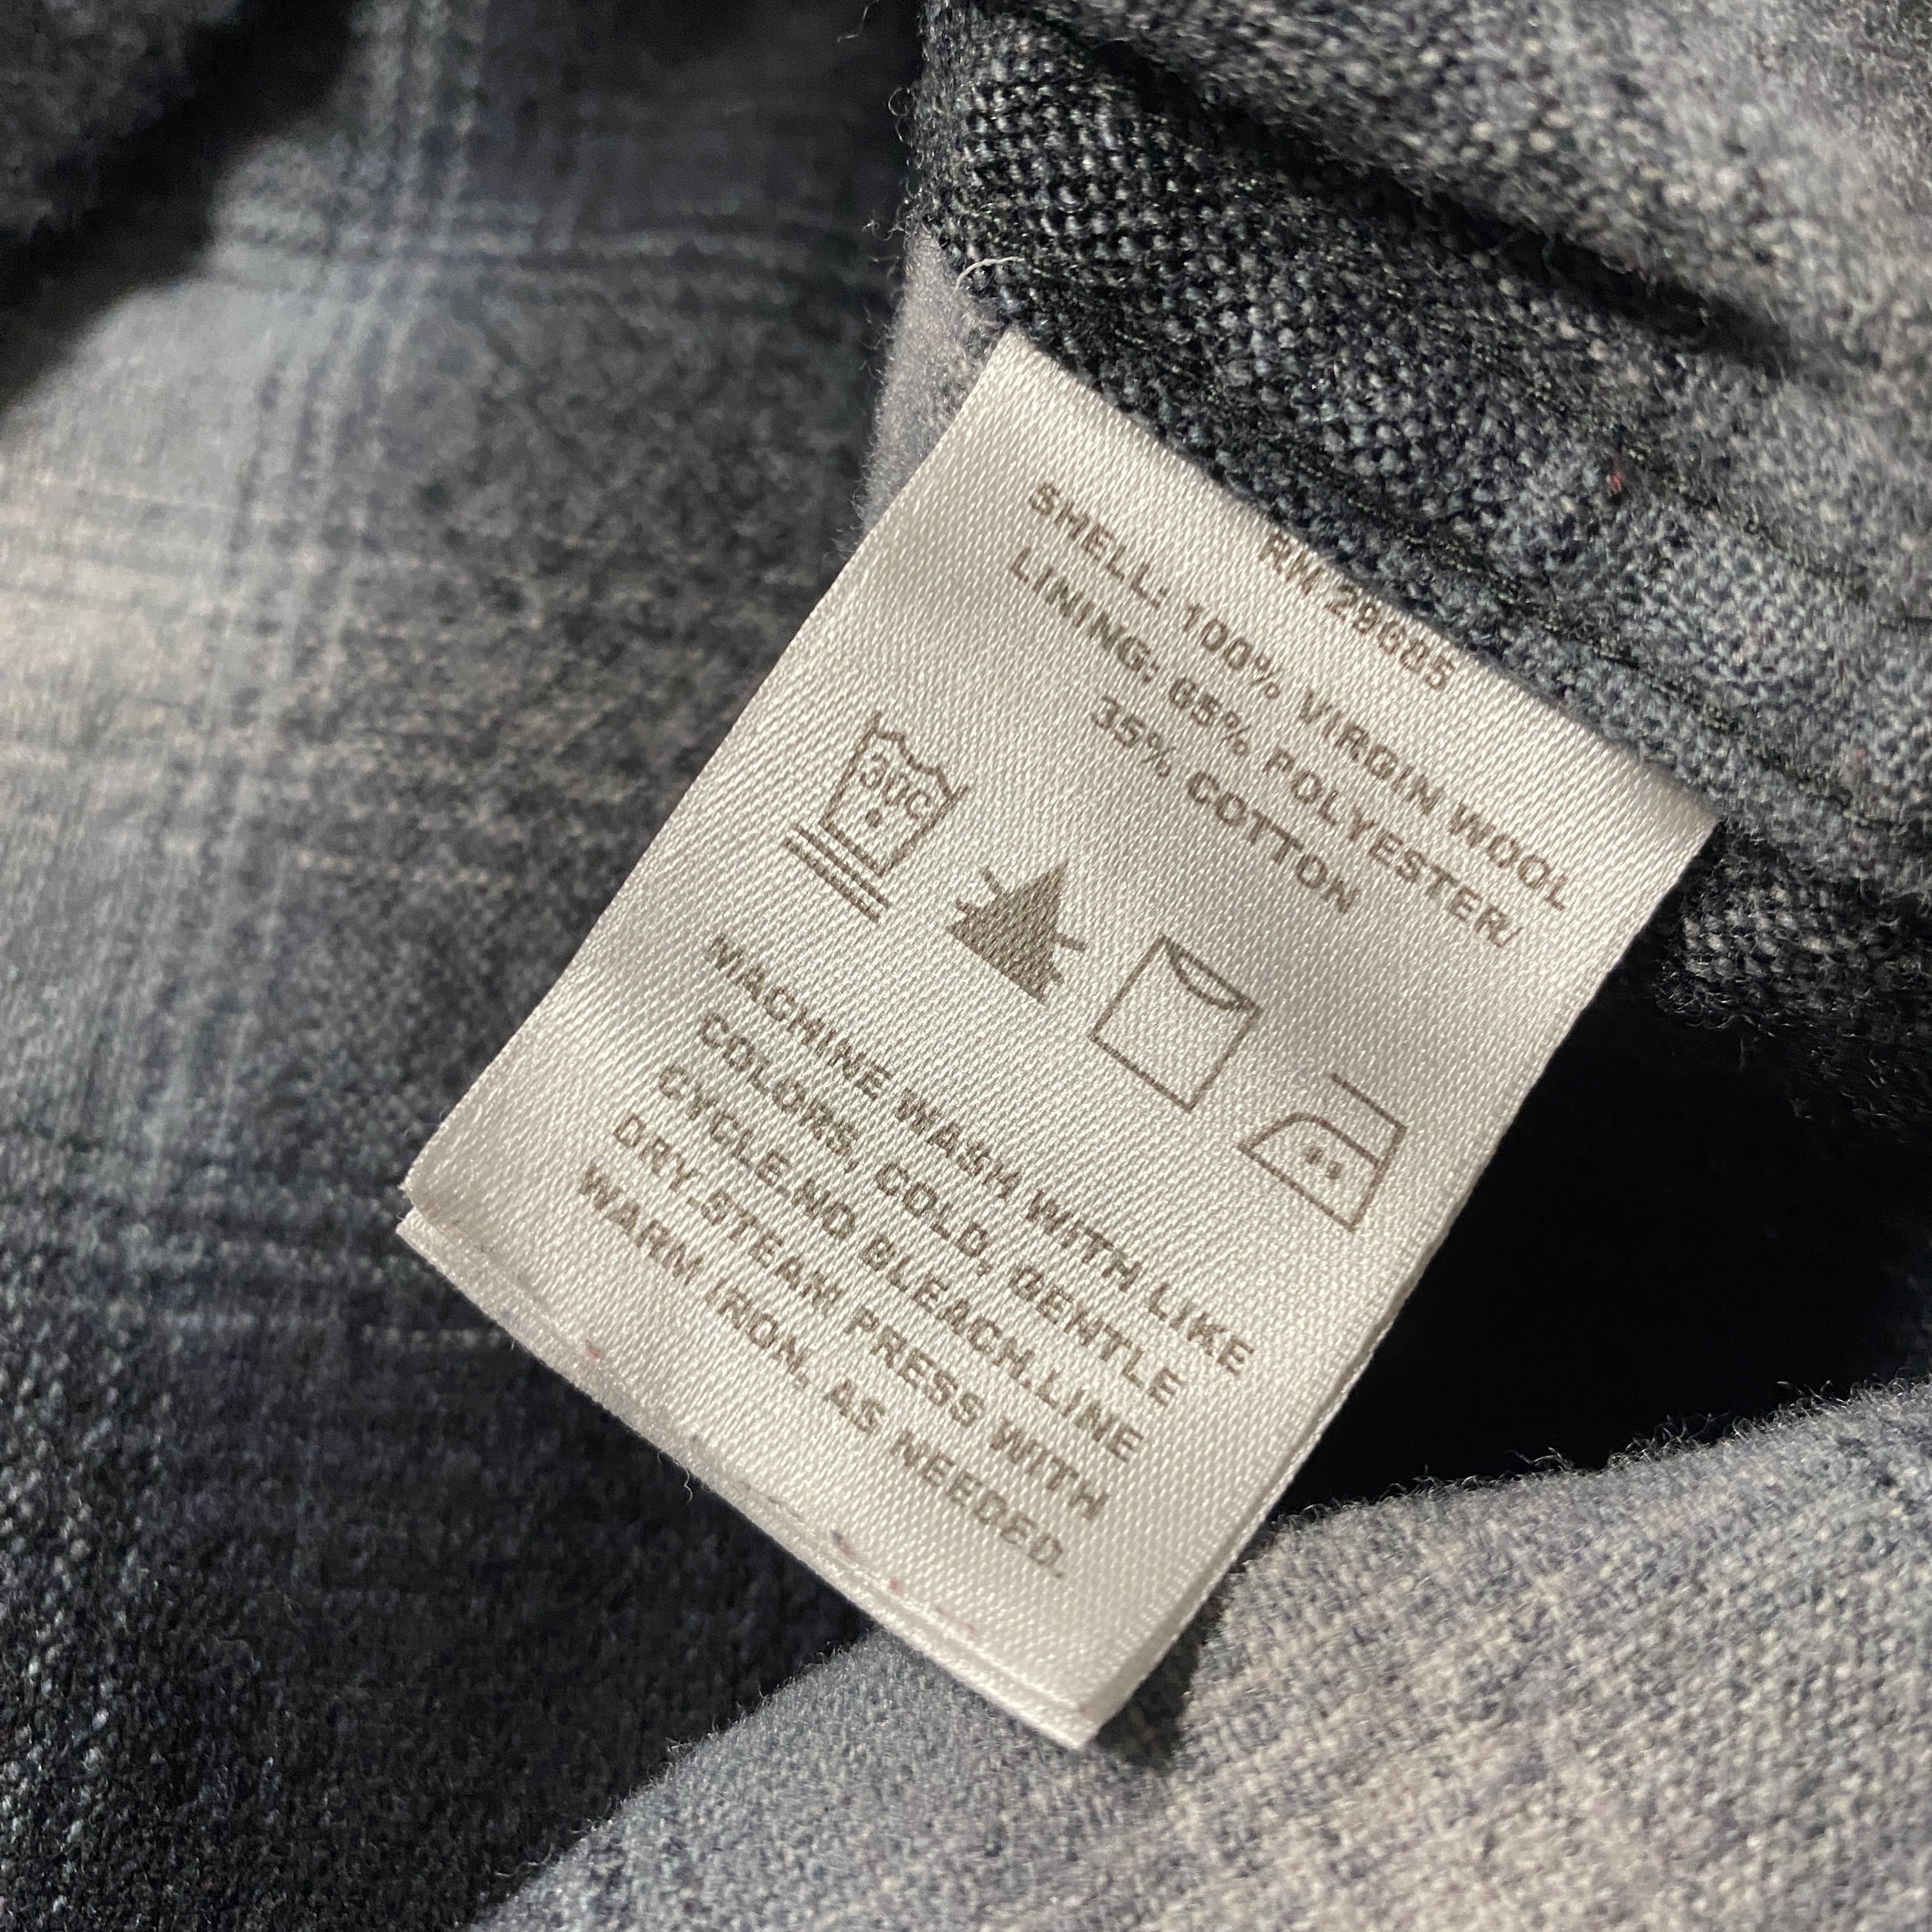 RN 29685
SHELL: 100% VIRGIN WOOL
LINING: 65% POLYESTER/
35% COTTON
30C
MACHINE WASH WITH LIKE
COLORS, COLD, GENTLE
CYCLE.NO BLEACH.LINE
DRY.STEAM PRESS WITH
WARM IRON, AS NEEDED.